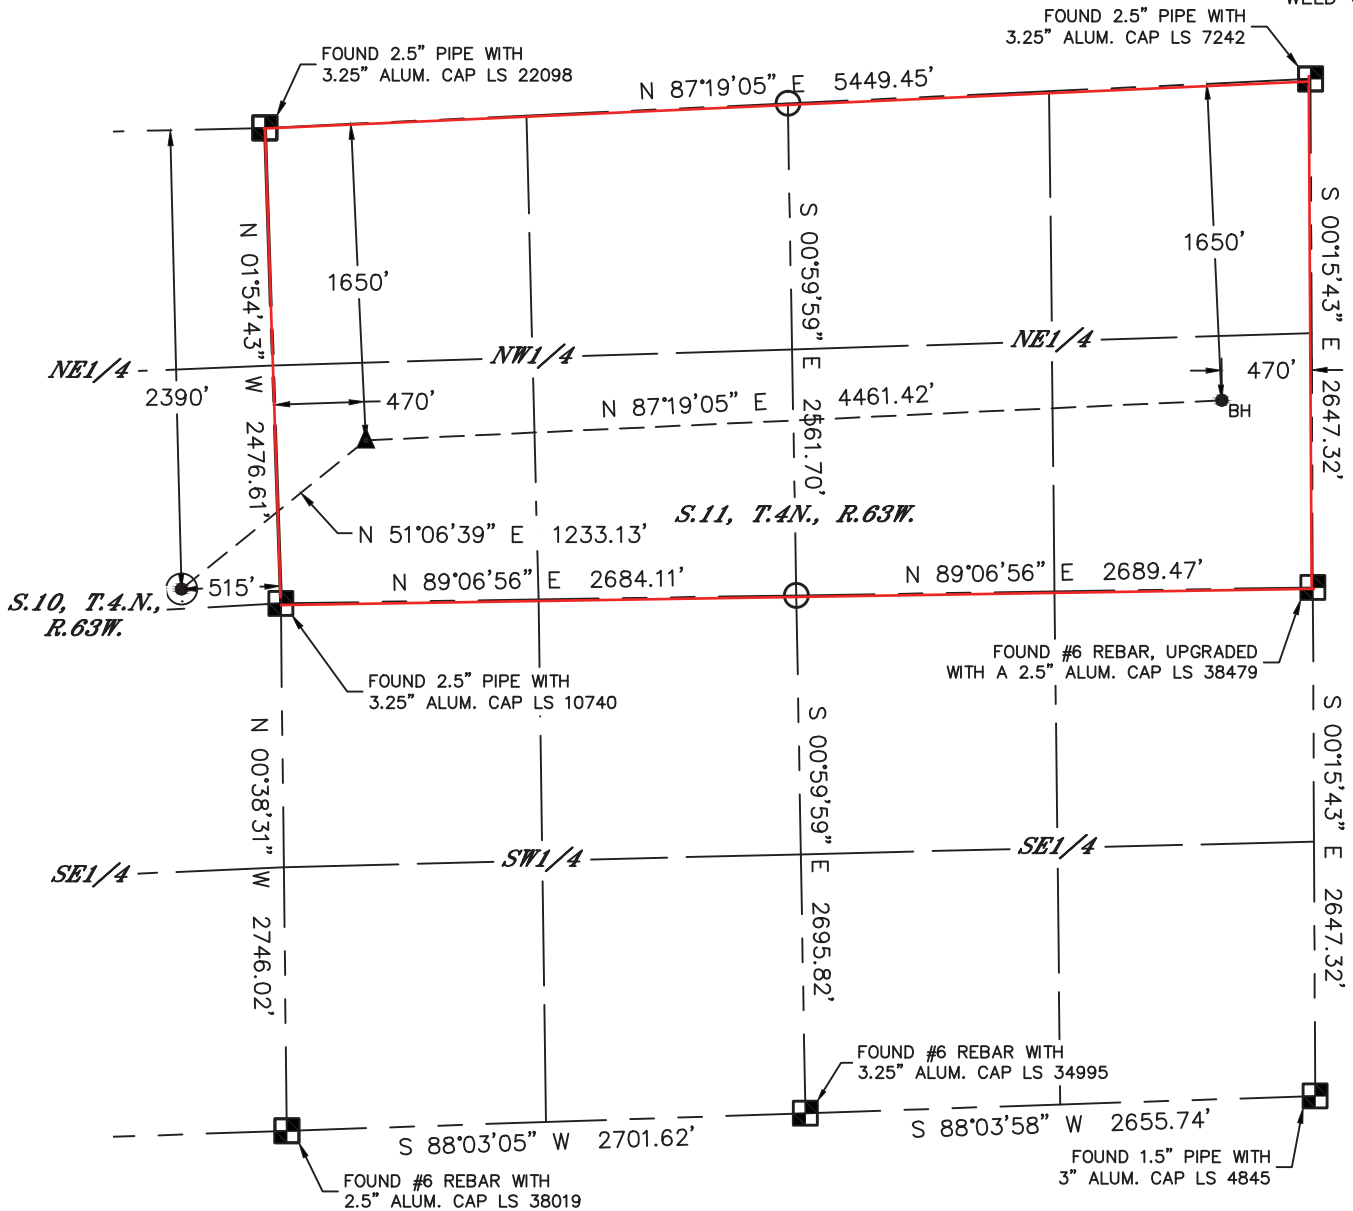 FOUND 2.5” PIPE WITH
3.25” ALUM. CAP LS 7242
FOUND 2.5” PIPE WITH
3.25” ALUM. CAP LS 22098
N 87°19’05” E 5449.45’
N 01°54’43” W 2476.61’
1650’
S 00°59’59” E 2561.70’
1650’
S 00°15’43” E 2647.32’
NE1/4
NW1/4
NE1/4
2390’
470’
470’
N 87°19’05” E 4461.42’
BH
S.11, T.4N., R.63W.
N 51°06’39” E 1233.13’
515’
N 89°06’56” E 2684.11’
N 89°06’56” E 2689.47’
S.10, T.4.N.,
R.63W.
FOUND #6 REBAR, UPGRADED
WITH A 2.5” ALUM. CAP LS 38479
FOUND 2.5” PIPE WITH
3.25” ALUM. CAP LS 10740
N 00°38’31” W 2746.02’
S 00°59’59” E 2695.82’
S 00°15’43” E 2647.32’
SE1/4
SW1/4
SE1/4
FOUND #6 REBAR WITH
3.25” ALUM. CAP LS 34995
S 88°03’05” W 2701.62’
S 88°03’58” W 2655.74’
FOUND 1.5” PIPE WITH
3” ALUM. CAP LS 4845
FOUND #6 REBAR WITH
2.5” ALUM. CAP LS 38019